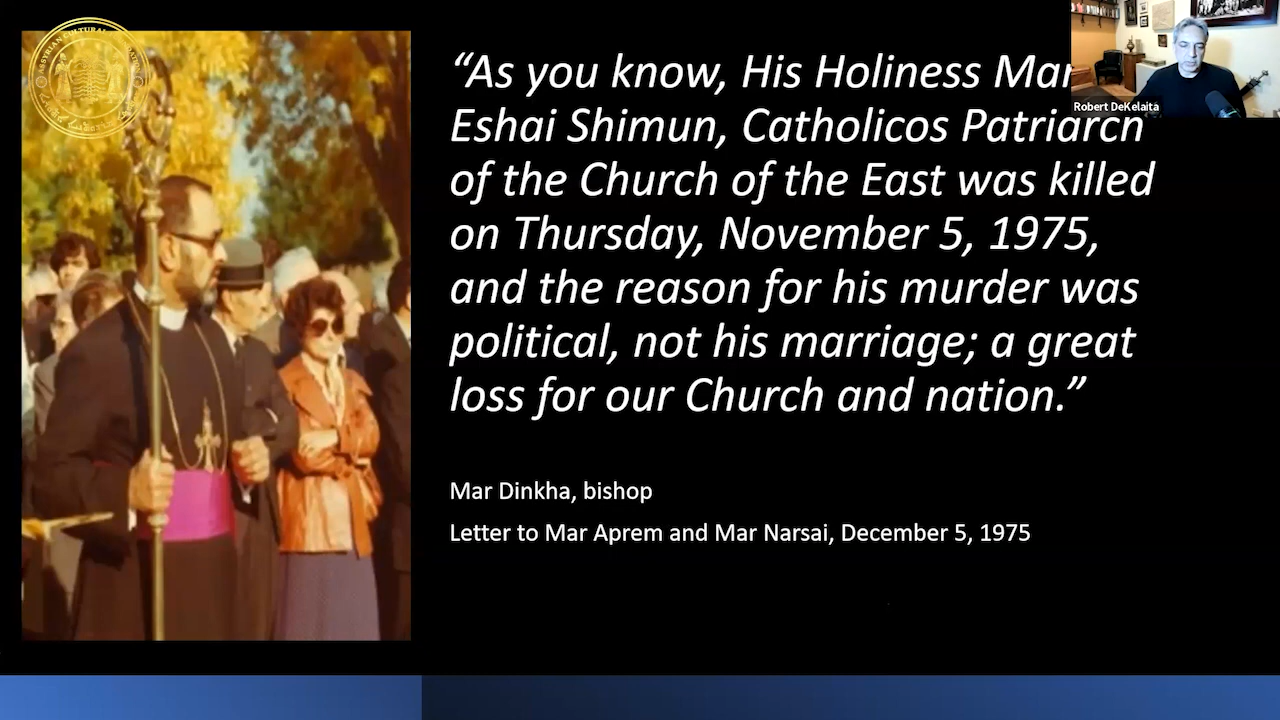 “As you know, His Holiness Mar
Eshai Shimun, Catholicos Patriarch
of the Church of the East was killed
on Thursday, November 5, 1975,
and the reason for his murder was
political, not his marriage; a great
loss for our Church and nation.”
Mar Dinkha, bishop
Letter to Mar Aprem and Mar Narsai, December 5, 1975
Robert DeKelaita